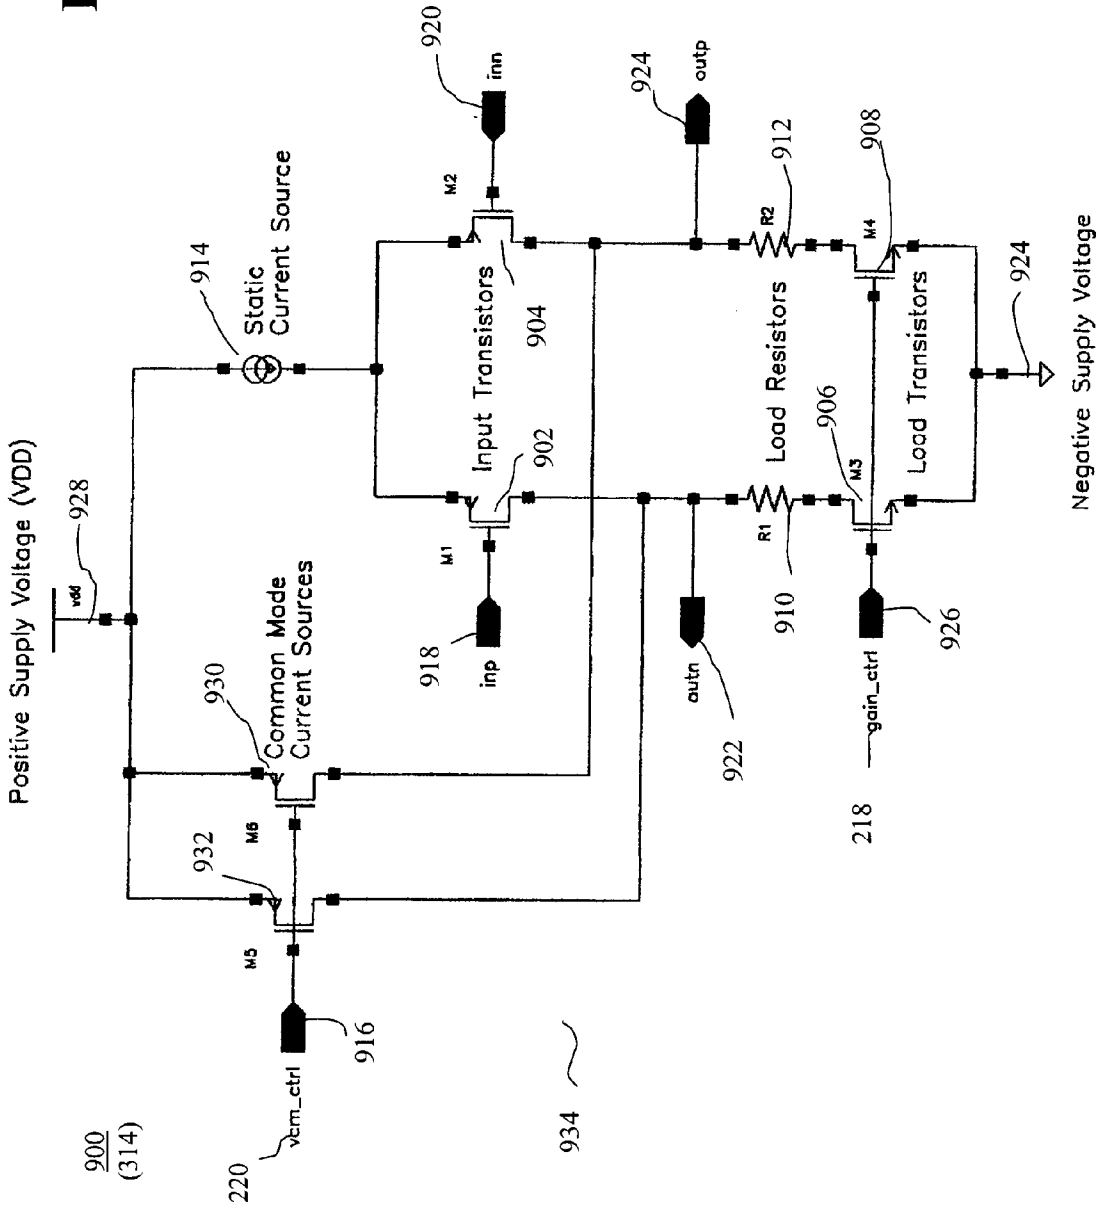 Positive Supply Voltage (VDD)
vdd
928
914
Static
Current Source
920
inn
924
outp
930
Common Mode
Current Sources
M6
932
M5
916
vcm_ctrl
220
900
(314)
934
M2
904
Input Transistors
902
M1
918
inp
912
R2
Load Resistors
R1
910
outn
922
908
M4
906
M3
Load Transistors
926
gain_ctrl
218
924
Negative Supply Voltage